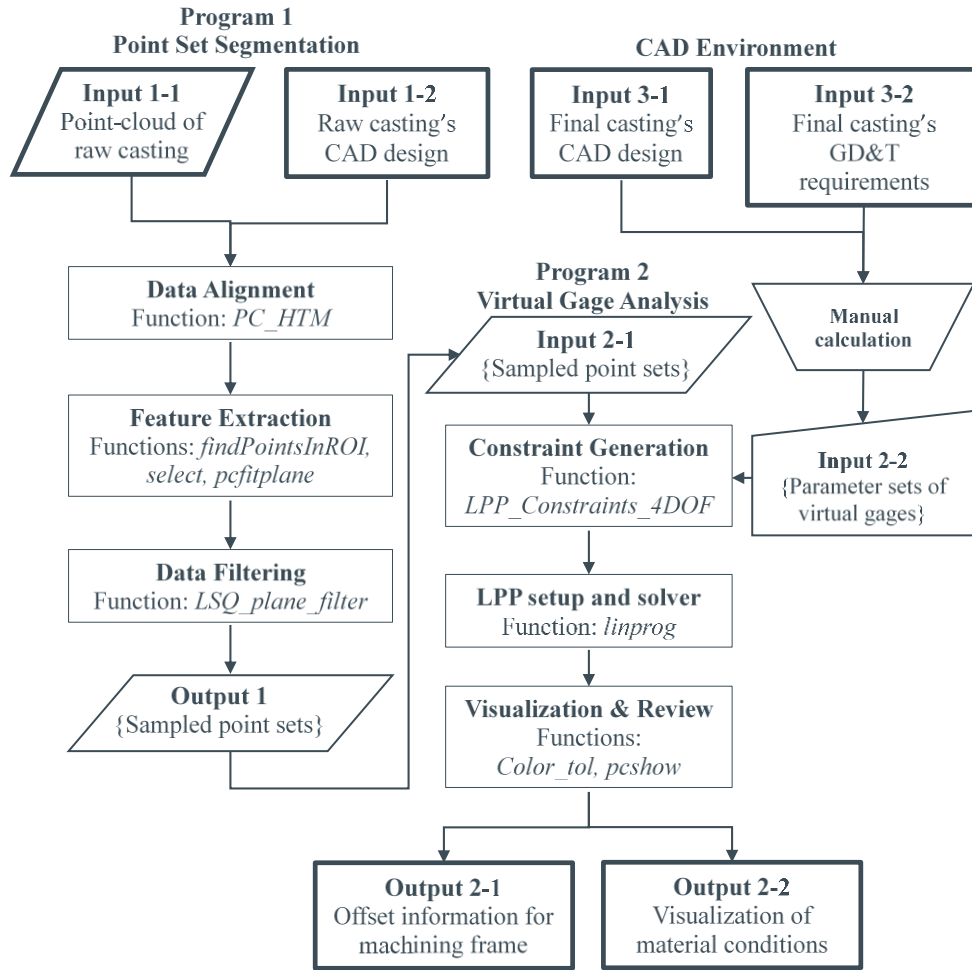 Program 1
Point Set Segmentation
CAD Environment
Input 1-1
Point-cloud of
raw casting
Input 1-2
Raw casting's
CAD design
Input 3-1
Final casting's
CAD design
Input 3-2
Final casting's
GD&T
requirements
Data Alignment
Function: PC_HTM
Feature Extraction
Functions: findPointsInROI,
select, pcfitplane
Data Filtering
Function: LSQ_plane_filter
Output 1
{Sampled point sets}
Program 2
Virtual Gage Analysis
Input 2-1
{Sampled point sets}
Manual
calculation
Input 2-2
{Parameter sets of
virtual gages}
Constraint Generation
Function:
LPP_Constraints_4DOF
LPP setup and solver
Function: linprog
Visualization & Review
Functions:
Color_tol, pcshow
Output 2-1
Offset information for
machining frame
Output 2-2
Visualization of
material conditions